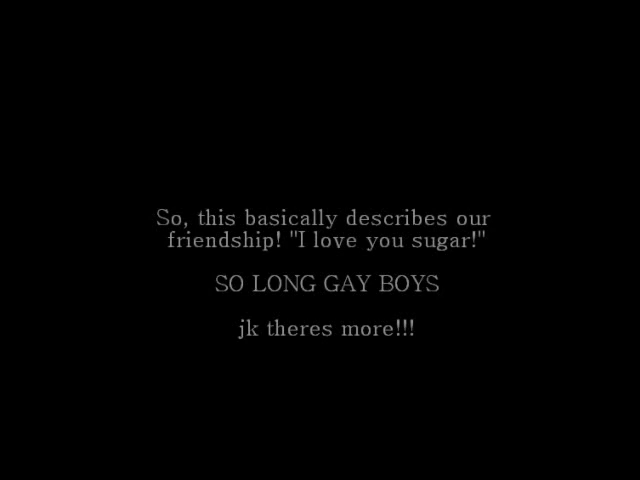 So, this basically describes our
friendship! "I love you sugar!"
SO LONG GAY BOYS
jk theres more!!!